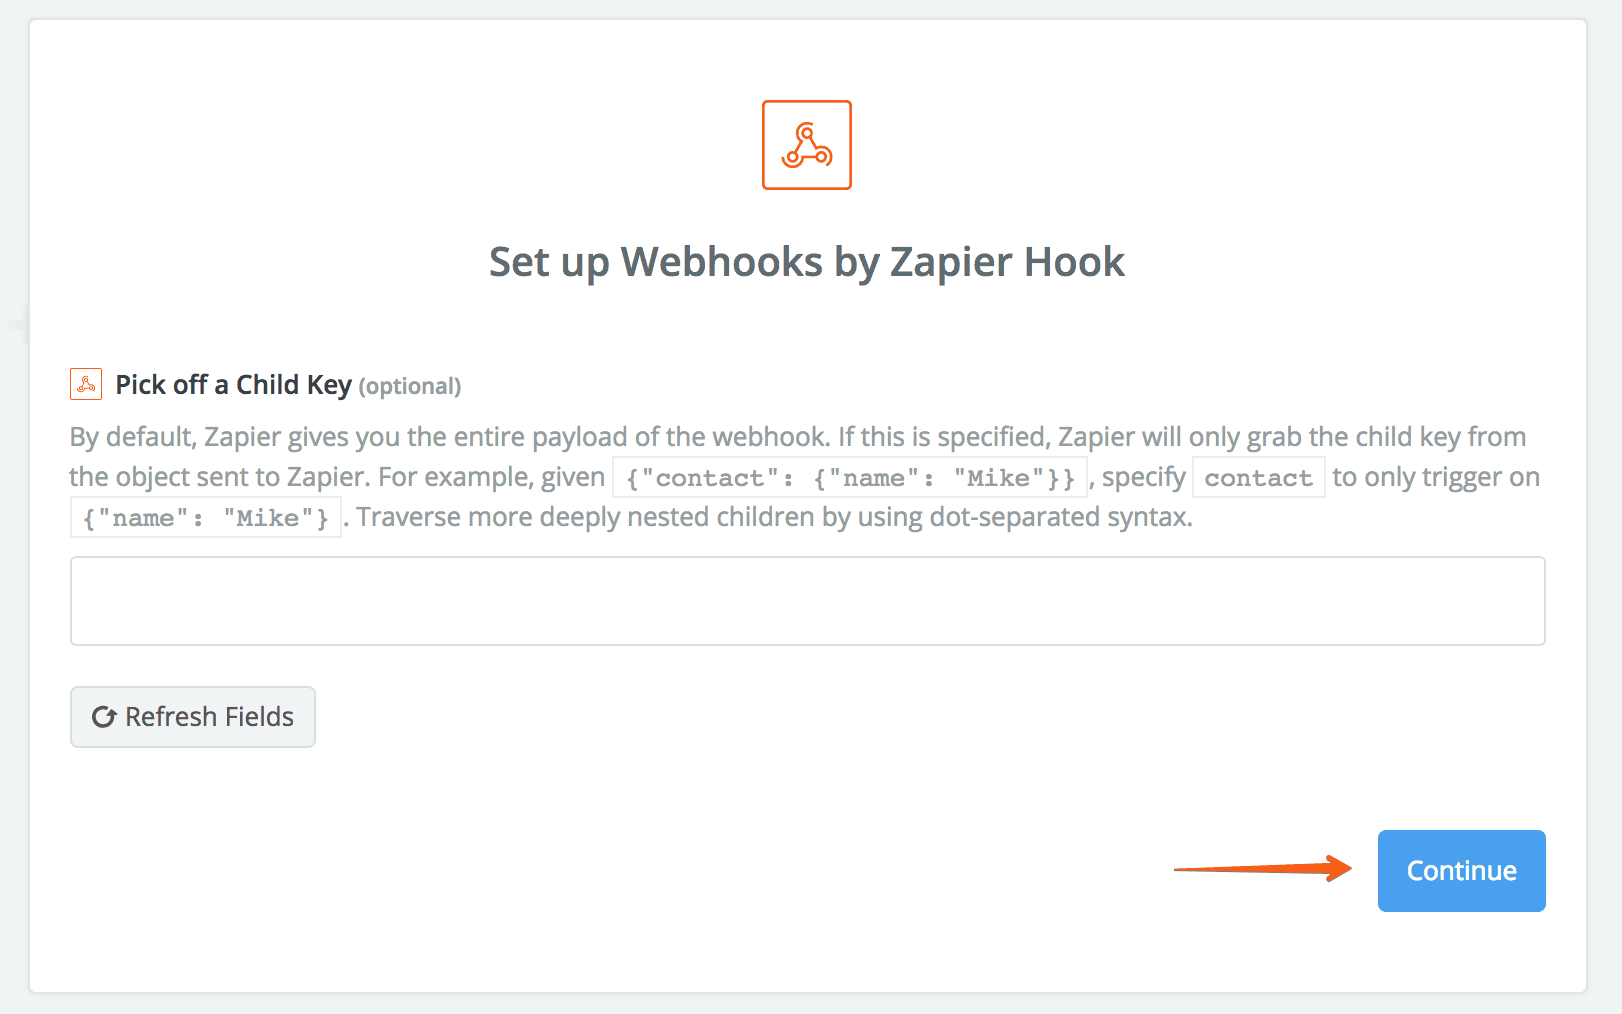 Set up Webhooks by Zapier Hook
Pick off a Child Key (optional)
By default, Zapier gives you the entire payload of the webhook. If this is specified, Zapier will only grab the child key from
the object sent to Zapier. For example, given {"contact": {"name": "Mike"}} , specify contact to only trigger on
{"name": "Mike"} . Traverse more deeply nested children by using dot-separated syntax.
Refresh Fields
Continue